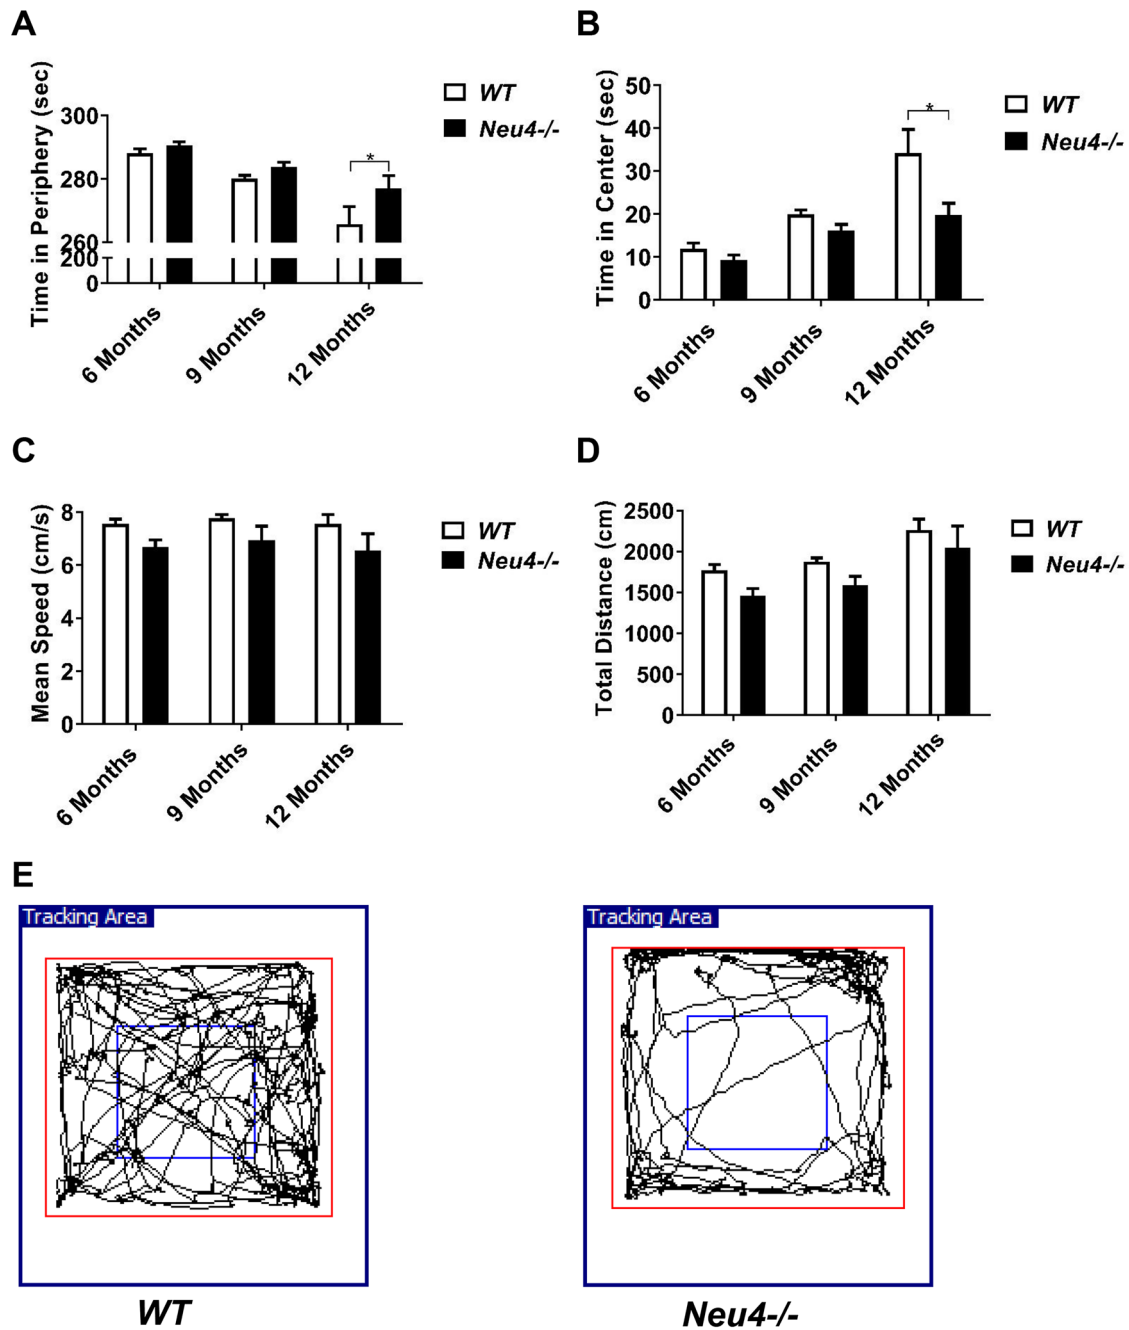 A
Time in Periphery (sec)
300
280
260
200
0
6 Months
9 Months
12 Months
*
WT
Neu4-/-
B
Time in Center (sec)
50
40
30
20
10
0
6 Months
9 Months
12 Months
*
WT
Neu4-/-
C
Mean Speed (cm/s)
8
6
4
2
0
6 Months
9 Months
12 Months
WT
Neu4-/-
D
Total Distance (cm)
2500
2000
1500
1000
500
0
6 Months
9 Months
12 Months
WT
Neu4-/-
E
Tracking Area
WT
Tracking Area
Neu4-/-